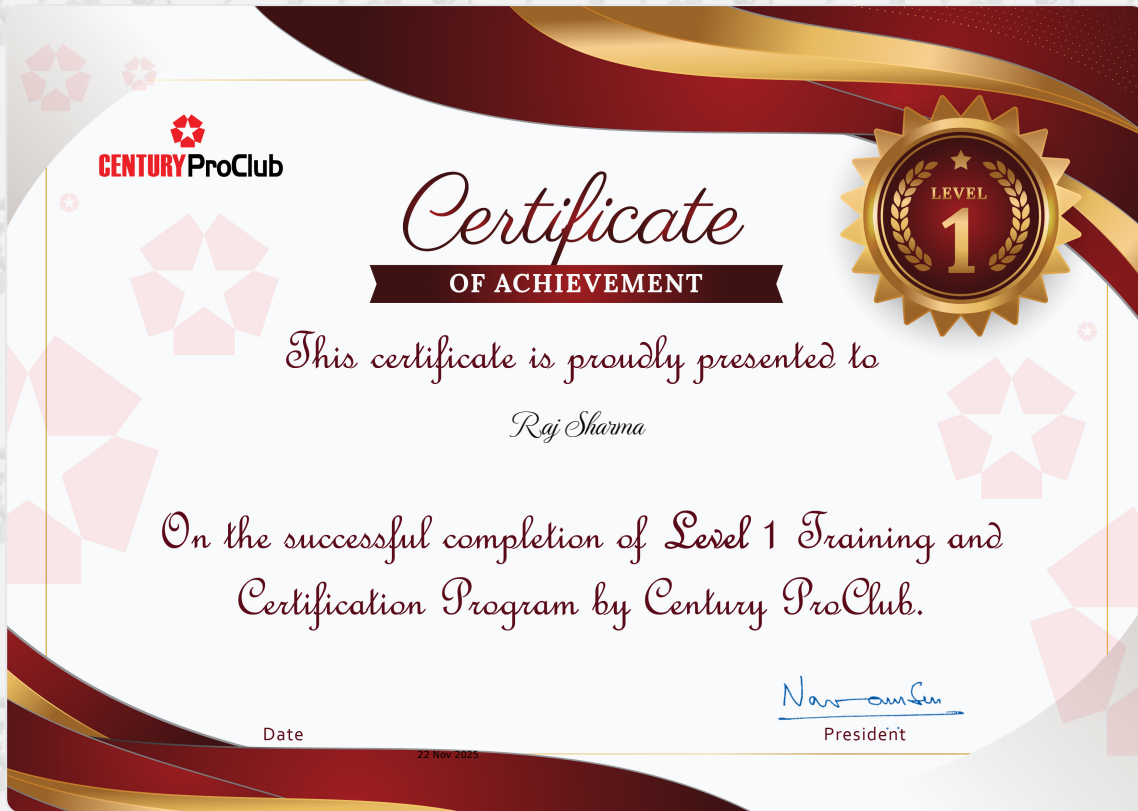 CENTURY ProClub
LEVEL
1
Certificate
OF ACHIEVEMENT
This certificate is proudly presented to
Raj Sharma
On the successful completion of Level 1 Training and
Certification Program by Century ProClub.
Date
President
22 Nov 2025